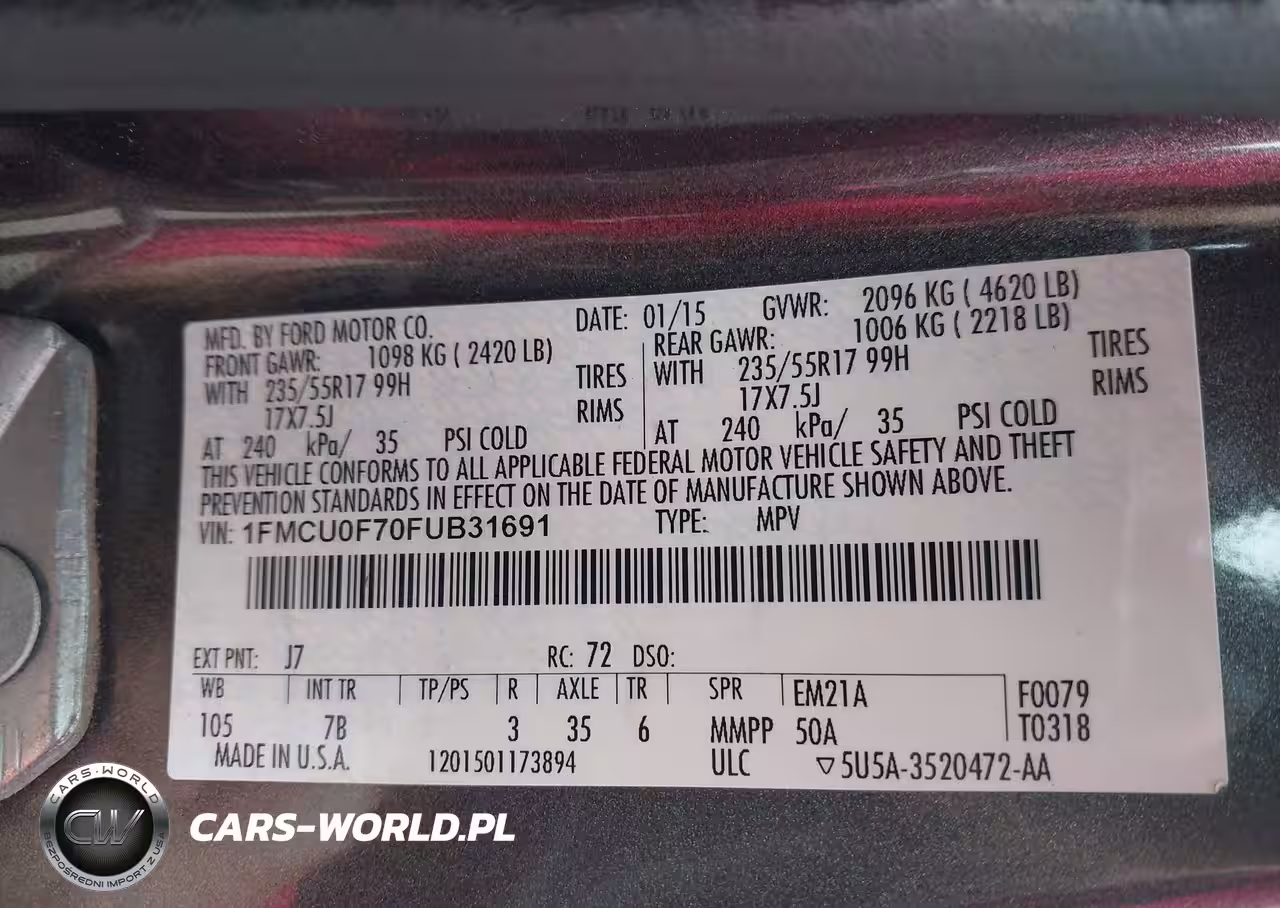 MFD. BY FORD MOTOR CO. DATE: 01/15 GVWR: 2096 KG ( 4620 LB)
FRONT GAWR: 1098 KG ( 2420 LB) REAR GAWR: 1006 KG ( 2218 LB)
WITH 235/55R17 99H TIRES WITH 235/55R17 99H TIRES
17X7.5J RIMS 17X7.5J RIMS
AT 240 kPa/ 35 PSI COLD AT 240 kPa/ 35 PSI COLD
THIS VEHICLE CONFORMS TO ALL APPLICABLE FEDERAL MOTOR VEHICLE SAFETY AND THEFT
PREVENTION STANDARDS IN EFFECT ON THE DATE OF MANUFACTURE SHOWN ABOVE.
VIN: 1FMCU0F70FUB31691 TYPE: MPV
EXT PNT: J7 RC: 72 DSO:
WB INT TR TP/PS R AXLE TR SPR EM21A F0079
105 7B 3 35 6 MMPP 50A T0318
MADE IN U.S.A. 1201501173894 ULC ▽5U5A-3520472-AA
CARS-WORLD
CW
BEZPOŚREDNI IMPORT Z USA
CARS-WORLD.PL